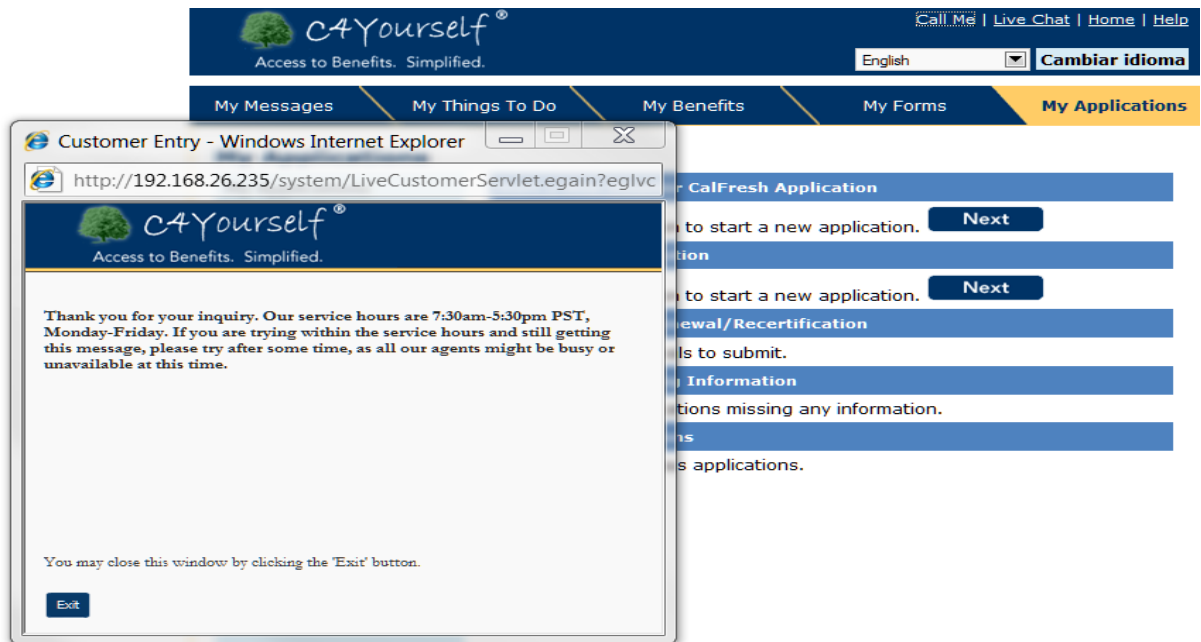 C4Yourself®
Access to Benefits. Simplified.
Call Me | Live Chat | Home | Help
English
Cambiar idioma
My Messages
My Things To Do
My Benefits
My Forms
My Applications
Customer Entry - Windows Internet Explorer
http://192.168.26.235/system/LiveCustomerServlet.egain?eglvc
C4Yourself®
Access to Benefits. Simplified.
Thank you for your inquiry. Our service hours are 7:30am-5:30pm PST,
Monday-Friday. If you are trying within the service hours and still getting
this message, please try after some time, as all our agents might be busy or
unavailable at this time.
You may close this window by clicking the 'Exit' button.
Exit
My Applications
CalFresh Application
to start a new application. Next
to start a new application. Next
ewal/Recertification
ls to submit.
Information
tions missing any information.
s applications.